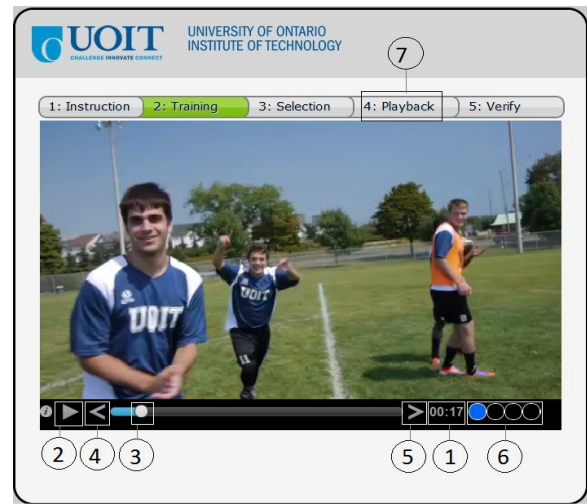 UOIT
CHALLENGE INNOVATE CONNECT
UNIVERSITY OF ONTARIO
INSTITUTE OF TECHNOLOGY
7
1: Instruction
2: Training
3: Selection
4: Playback
5: Verify
UOIT
UOIT
11
i
00:17
2
4
3
5
1
6